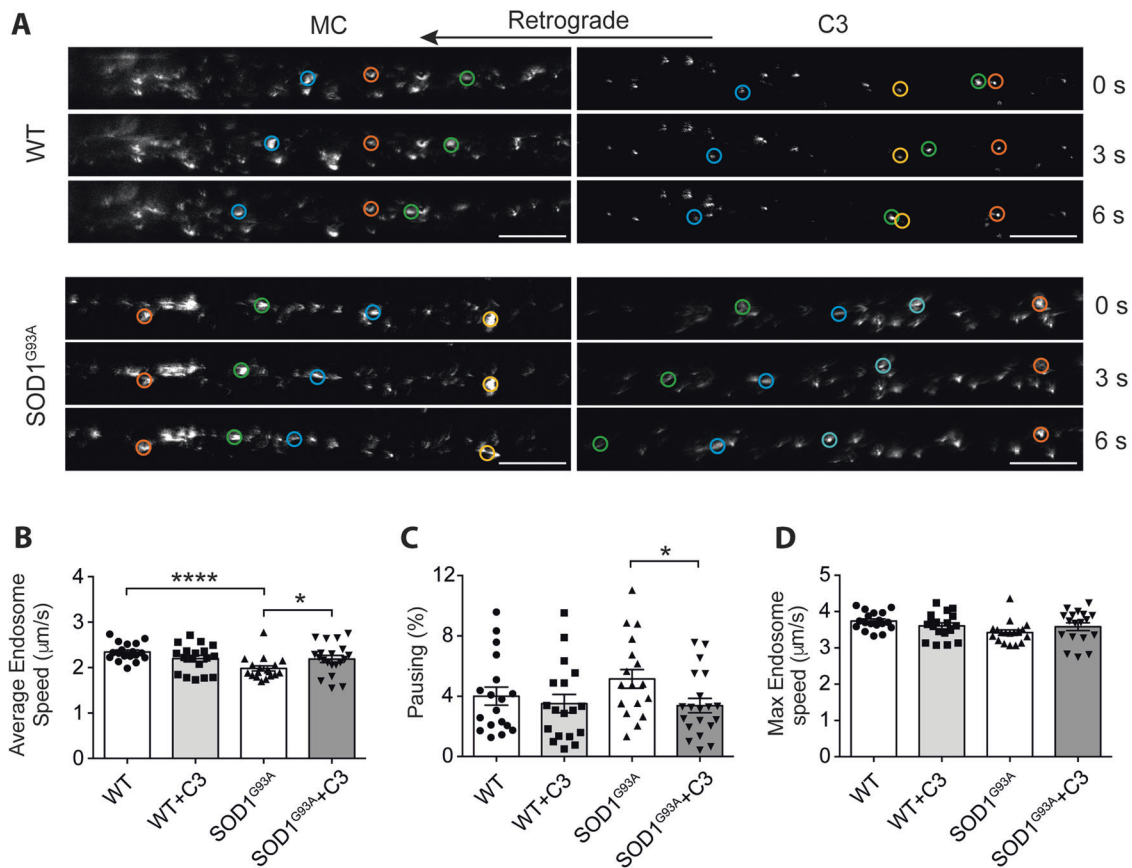 A
Retrograde
MC
C3
WT
0 s
3 s
6 s
SOD1G93A
0 s
3 s
6 s
B
Average Endosome
Speed (μm/s)
4
3
2
1
0
****
*
WT
WT+C3
SOD1G93A
SOD1G93A+C3
C
Pausing (%)
12
8
4
0
*
WT
WT+C3
SOD1G93A
SOD1G93A+C3
D
Max Endosome
speed (μm/s)
5
4
3
2
1
0
WT
WT+C3
SOD1G93A
SOD1G93A+C3